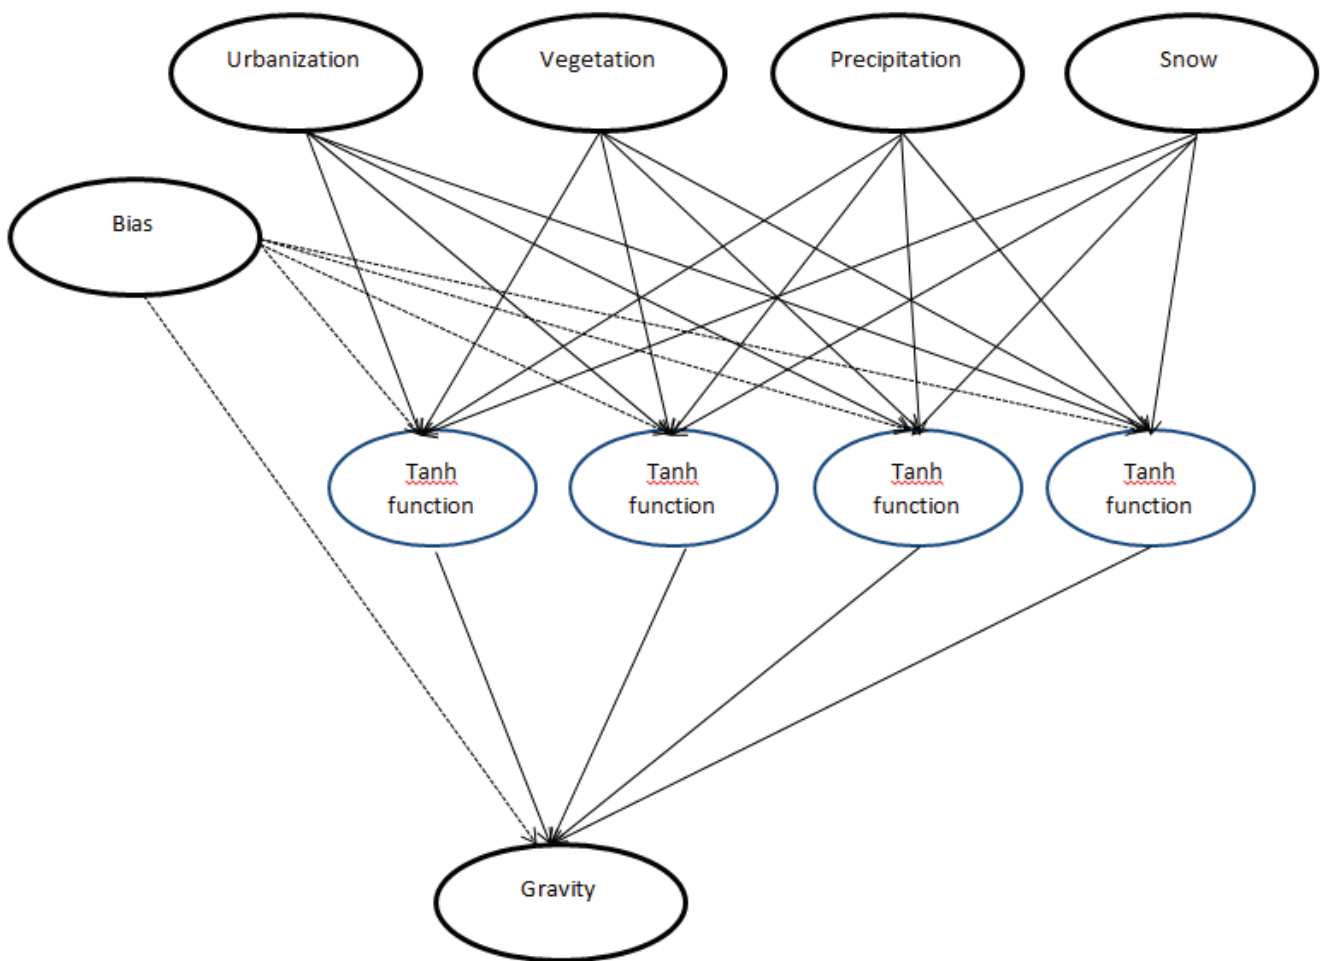 Urbanization
Vegetation
Precipitation
Snow
Bias
Tanh
function
Tanh
function
Tanh
function
Tanh
function
Gravity